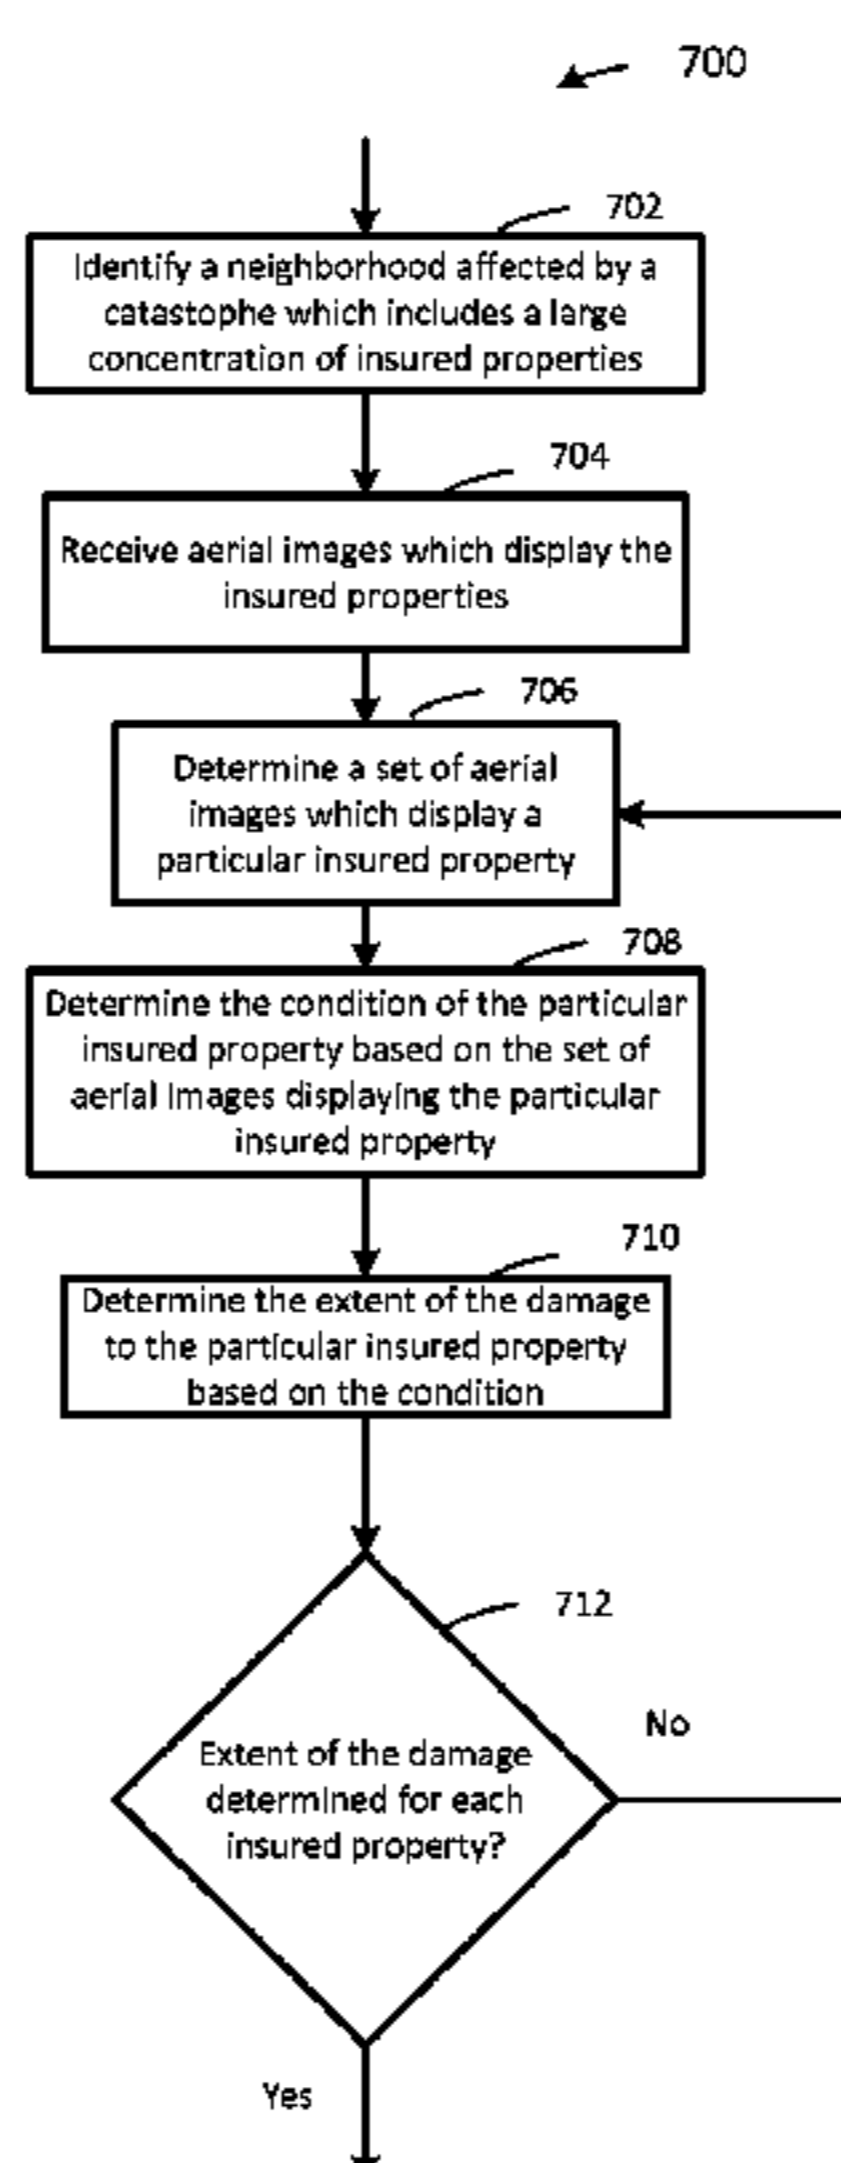 700
702
Identify a neighborhood affected by a
catastophe which includes a large
concentration of insured properties
704
Receive aerial images which display the
insured properties
706
Determine a set of aerial
images which display a
particular insured property
708
Determine the condition of the particular
insured property based on the set of
aerial images displaying the particular
insured property
710
Determine the extent of the damage
to the particular insured property
based on the condition
712
No
Extent of the damage
determined for each
insured property?
Yes